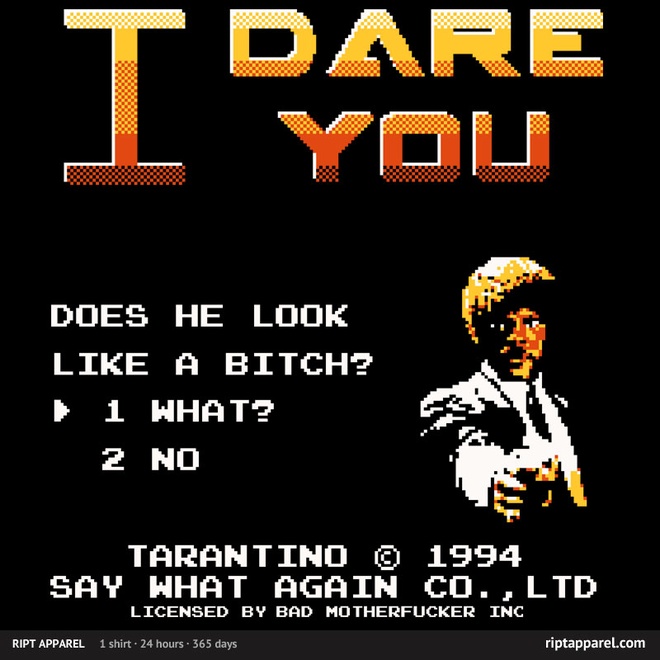 I DARE
YOU
DOES HE LOOK
LIKE A BITCH?
1 WHAT?
2 NO
TARANTINO © 1994
SAY WHAT AGAIN CO.,LTD
LICENSED BY BAD MOTHERFUCKER INC
RIPT APPAREL 1 shirt · 24 hours · 365 days riptapparel.com